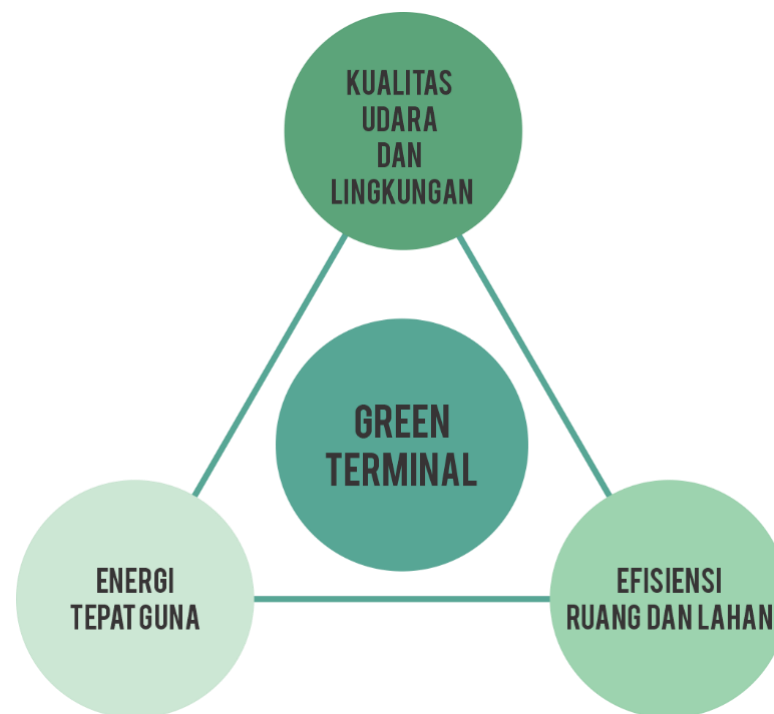 KUALITAS
UDARA
DAN
LINGKUNGAN
GREEN
TERMINAL
ENERGI
TEPAT GUNA
EFISIENSI
RUANG DAN LAHAN